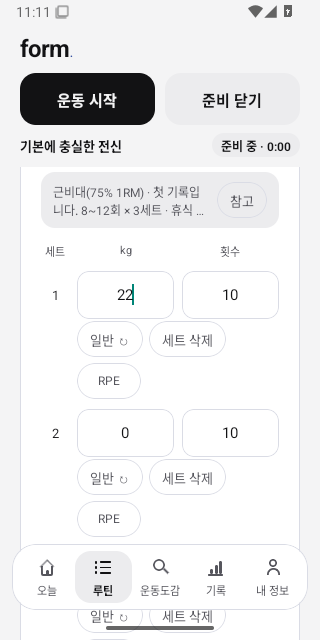 11:11
form.
운동 시작
준비 닫기
기본에 충실한 전신
준비 중 · 0:00
근비대(75% 1RM) · 첫 기록입
니다. 8~12회 × 3세트 · 휴식 ...
참고
세트 kg 횟수
1 22 10
일반 ↻ 세트 삭제
RPE
2 0 10
일반 ↻ 세트 삭제
RPE
오늘 루틴 운동도감 기록 내 정보
일반 ↻ 세트 삭제